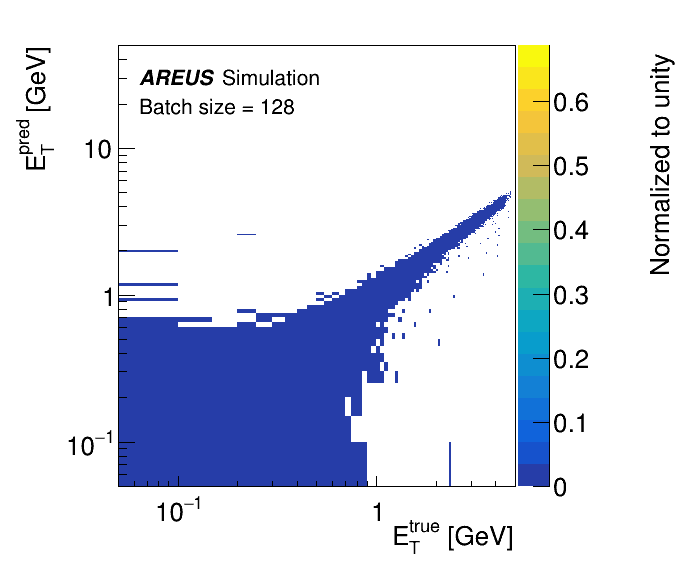 AREUS Simulation
Batch size = 128
E_T^pred [GeV]
10
1
10^−1
10^−1
1
E_T^true [GeV]
0.6
0.5
0.4
0.3
0.2
0.1
0
Normalized to unity